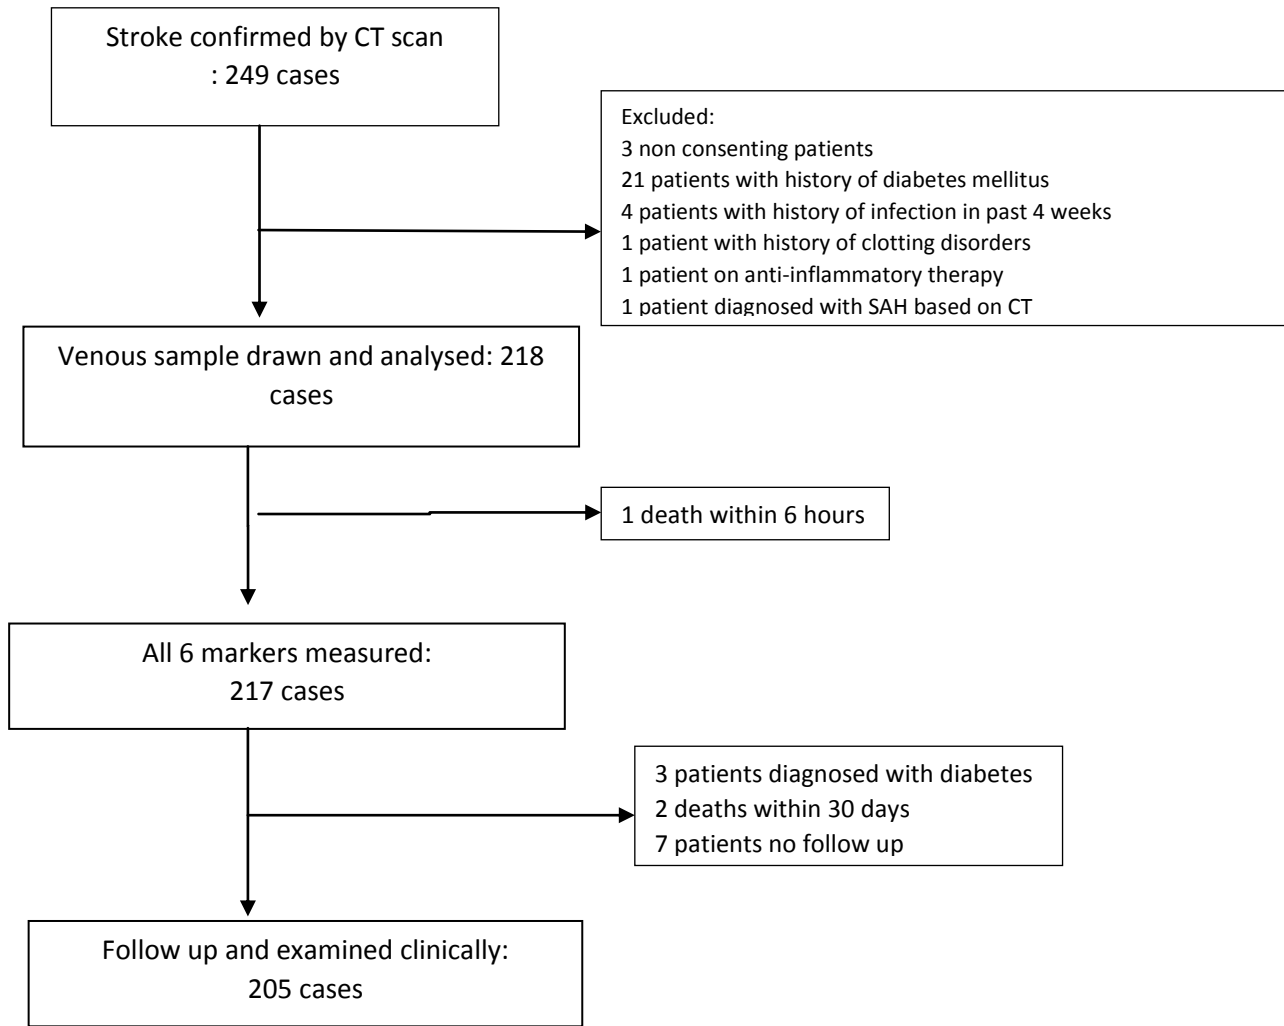 Stroke confirmed by CT scan
: 249 cases
Excluded:
3 non consenting patients
21 patients with history of diabetes mellitus
4 patients with history of infection in past 4 weeks
1 patient with history of clotting disorders
1 patient on anti-inflammatory therapy
1 patient diagnosed with SAH based on CT
Venous sample drawn and analysed: 218
cases
1 death within 6 hours
All 6 markers measured:
217 cases
3 patients diagnosed with diabetes
2 deaths within 30 days
7 patients no follow up
Follow up and examined clinically:
205 cases